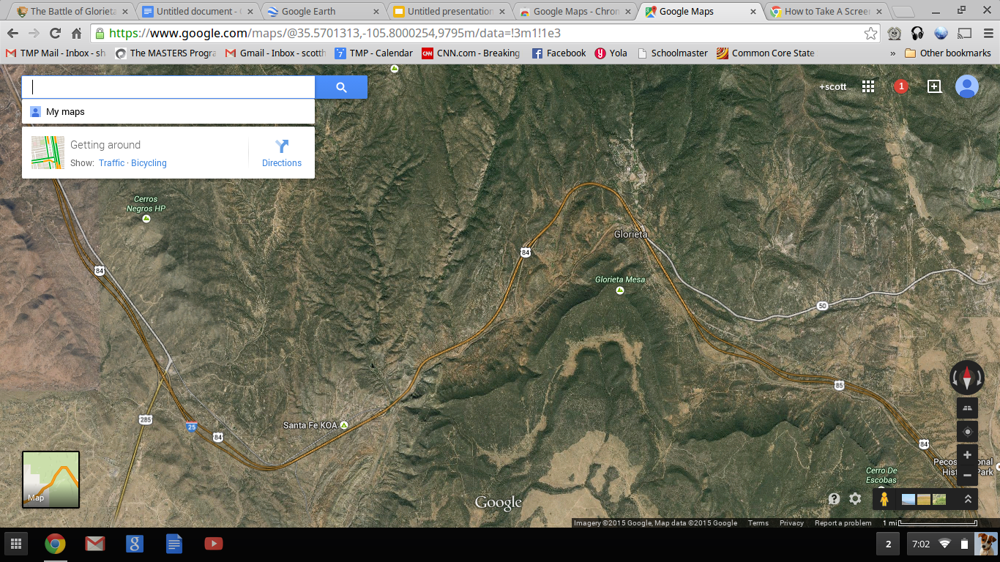 The Battle of Glorieta
Untitled document -
Google Earth
Untitled presentation
Google Maps - Chron
Google Maps
How to Take A Scree
https://www.google.com/maps/@35.5701313,-105.8000254,9795m/data=!3m1!1e3
TMP Mail - Inbox - sh
The MASTERS Progra
Gmail - Inbox - scotth
7
TMP - Calendar
CNN
CNN.com - Breaking
Facebook
Yola
Schoolmaster
Common Core State
»
Other bookmarks
+scott
1
My maps
Getting around
Show: Traffic · Bicycling
Directions
Cerros
Negros HP
84
84
Glorieta
Glorieta Mesa
50
85
285
25
84
Santa Fe KOA
84
Pecos
onal
Hist
Park
Cerro De
Escobas
Map
Google
Imagery ©2015 Google, Map data ©2015 Google Terms Privacy Report a problem 1 mi
2
7:02